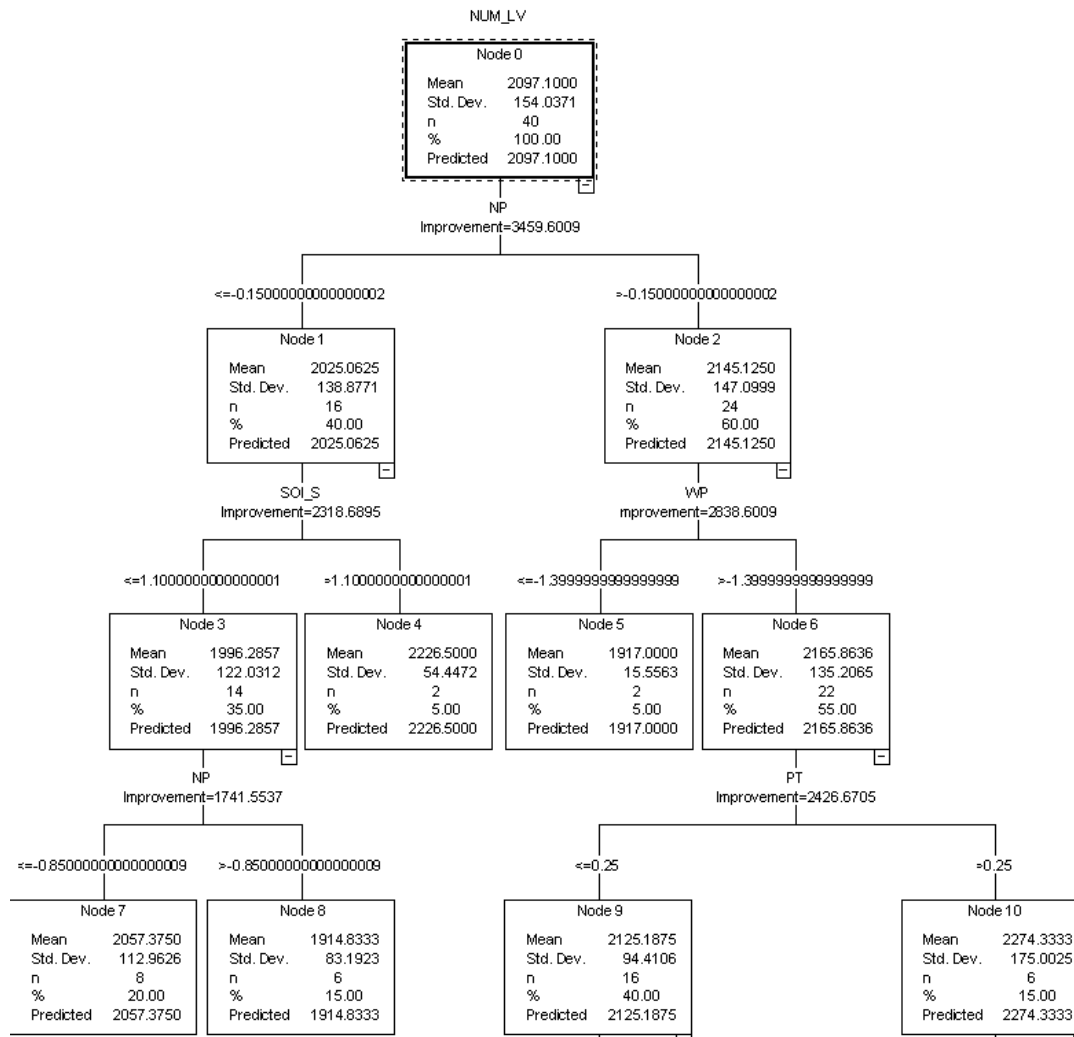 NUM_LV
Node 0
Mean 2097.1000
Std. Dev. 154.0371
n 40
% 100.00
Predicted 2097.1000
NP
Improvement=3459.6009
<=-0.15000000000000002
>-0.15000000000000002
Node 1
Mean 2025.0625
Std. Dev. 138.8771
n 16
% 40.00
Predicted 2025.0625
Node 2
Mean 2145.1250
Std. Dev. 147.0999
n 24
% 60.00
Predicted 2145.1250
SOI_S
Improvement=2318.6895
WP
mprovement=2838.6009
<=1.1000000000000001
>1.1000000000000001
<=-1.3999999999999999
>-1.3999999999999999
Node 3
Mean 1996.2857
Std. Dev. 122.0312
n 14
% 35.00
Predicted 1996.2857
Node 4
Mean 2226.5000
Std. Dev. 54.4472
n 2
% 5.00
Predicted 2226.5000
Node 5
Mean 1917.0000
Std. Dev. 15.5563
n 2
% 5.00
Predicted 1917.0000
Node 6
Mean 2165.8636
Std. Dev. 135.2065
n 22
% 55.00
Predicted 2165.8636
NP
Improvement=1741.5537
PT
Improvement=2426.6705
<=-0.85000000000000009
>-0.85000000000000009
<=0.25
>0.25
Node 7
Mean 2057.3750
Std. Dev. 112.9626
n 8
% 20.00
Predicted 2057.3750
Node 8
Mean 1914.8333
Std. Dev. 83.1923
n 6
% 15.00
Predicted 1914.8333
Node 9
Mean 2125.1875
Std. Dev. 94.4106
n 16
% 40.00
Predicted 2125.1875
Node 10
Mean 2274.3333
Std. Dev. 175.0025
n 6
% 15.00
Predicted 2274.3333